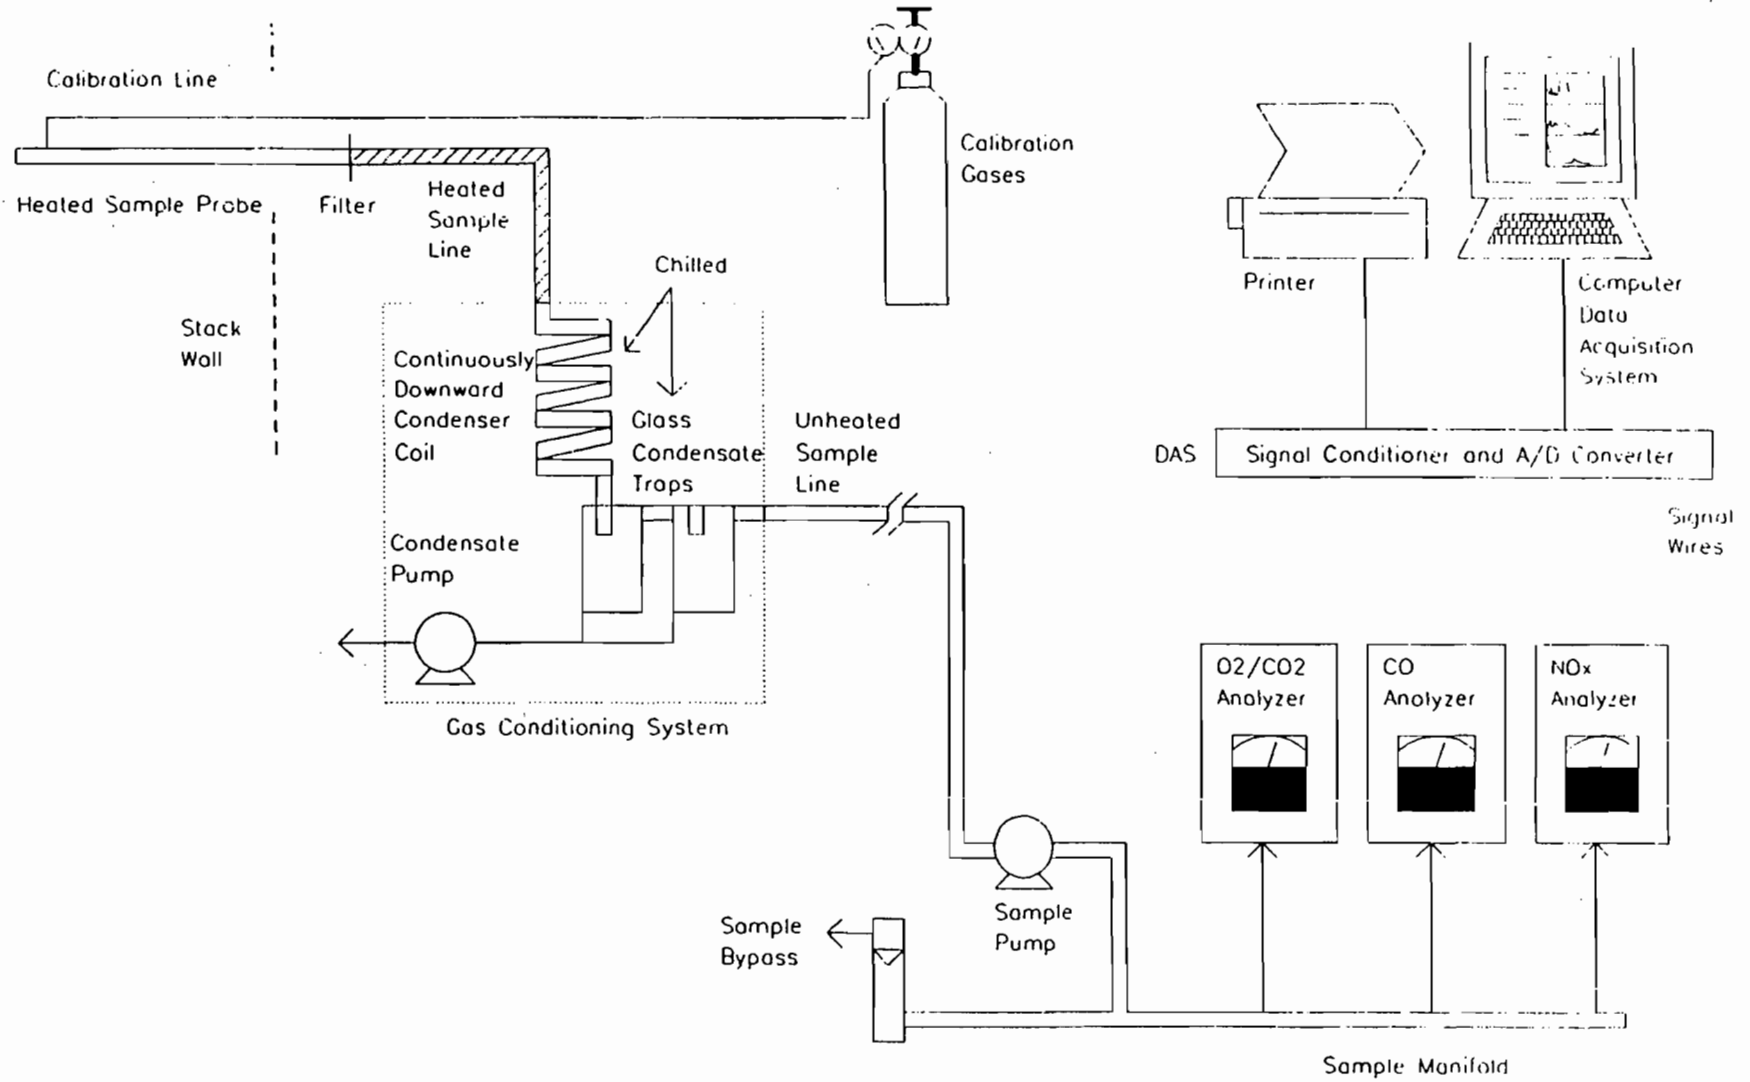 Calibration Line
Calibration
Gases
Heated Sample Probe
Filter
Heated
Sample
Line
Chilled
Stack
Wall
Continuously
Downward
Condenser
Coil
Glass
Condensate
Traps
Unheated
Sample
Line
Condensate
Pump
Gas Conditioning System
Printer
Computer
Data
Acquisition
System
DAS
Signal Conditioner and A/D Converter
Signal
Wires
O2/CO2
Analyzer
CO
Analyzer
NOx
Analyzer
Sample
Pump
Sample
Bypass
Sample Manifold